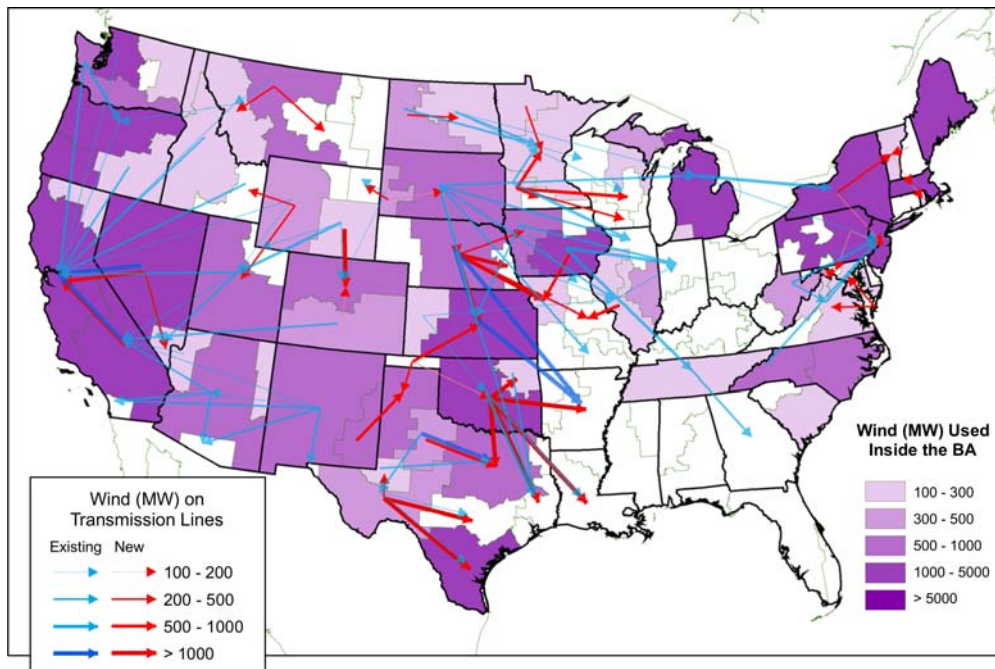 Wind (MW) Used
Inside the BA
100 - 300
300 - 500
500 - 1000
1000 - 5000
> 5000
Wind (MW) on
Transmission Lines
Existing New
100 - 200
200 - 500
500 - 1000
> 1000